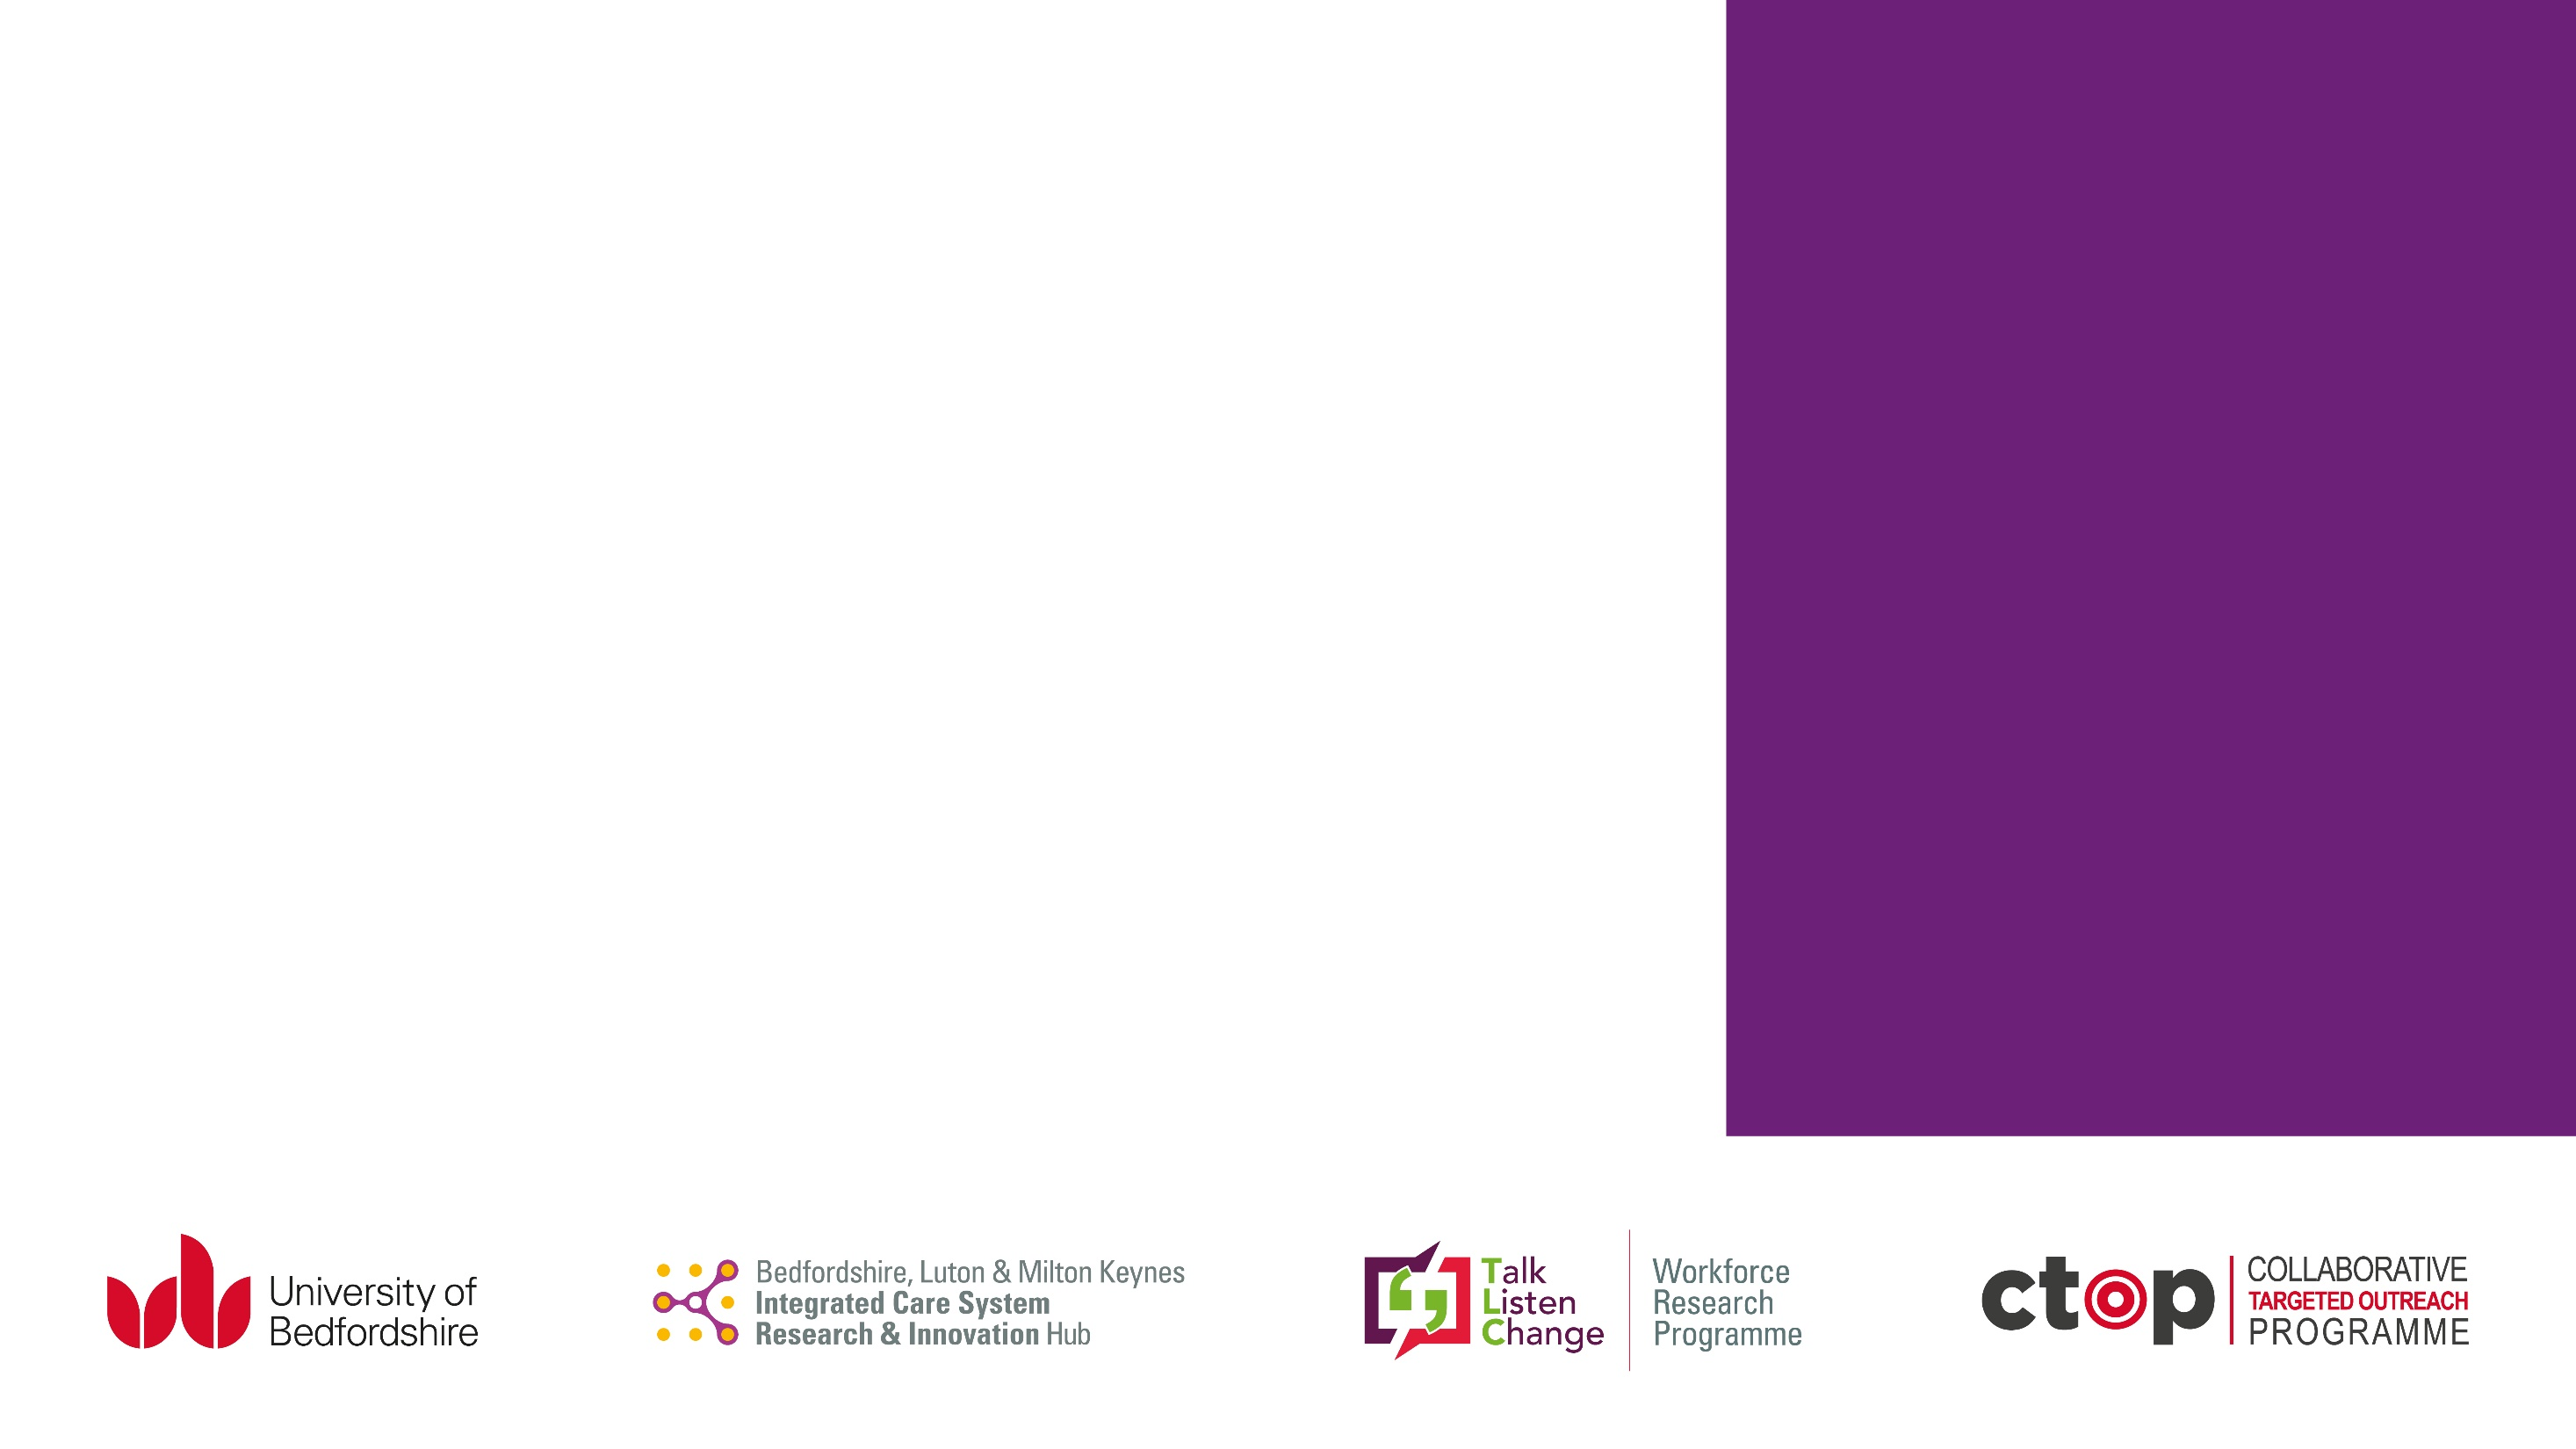 University of
Bedfordshire
Bedfordshire, Luton & Milton Keynes
Integrated Care System
Research & Innovation Hub
Talk
Listen
Change
Workforce
Research
Programme
ctop
COLLABORATIVE
TARGETED OUTREACH
PROGRAMME